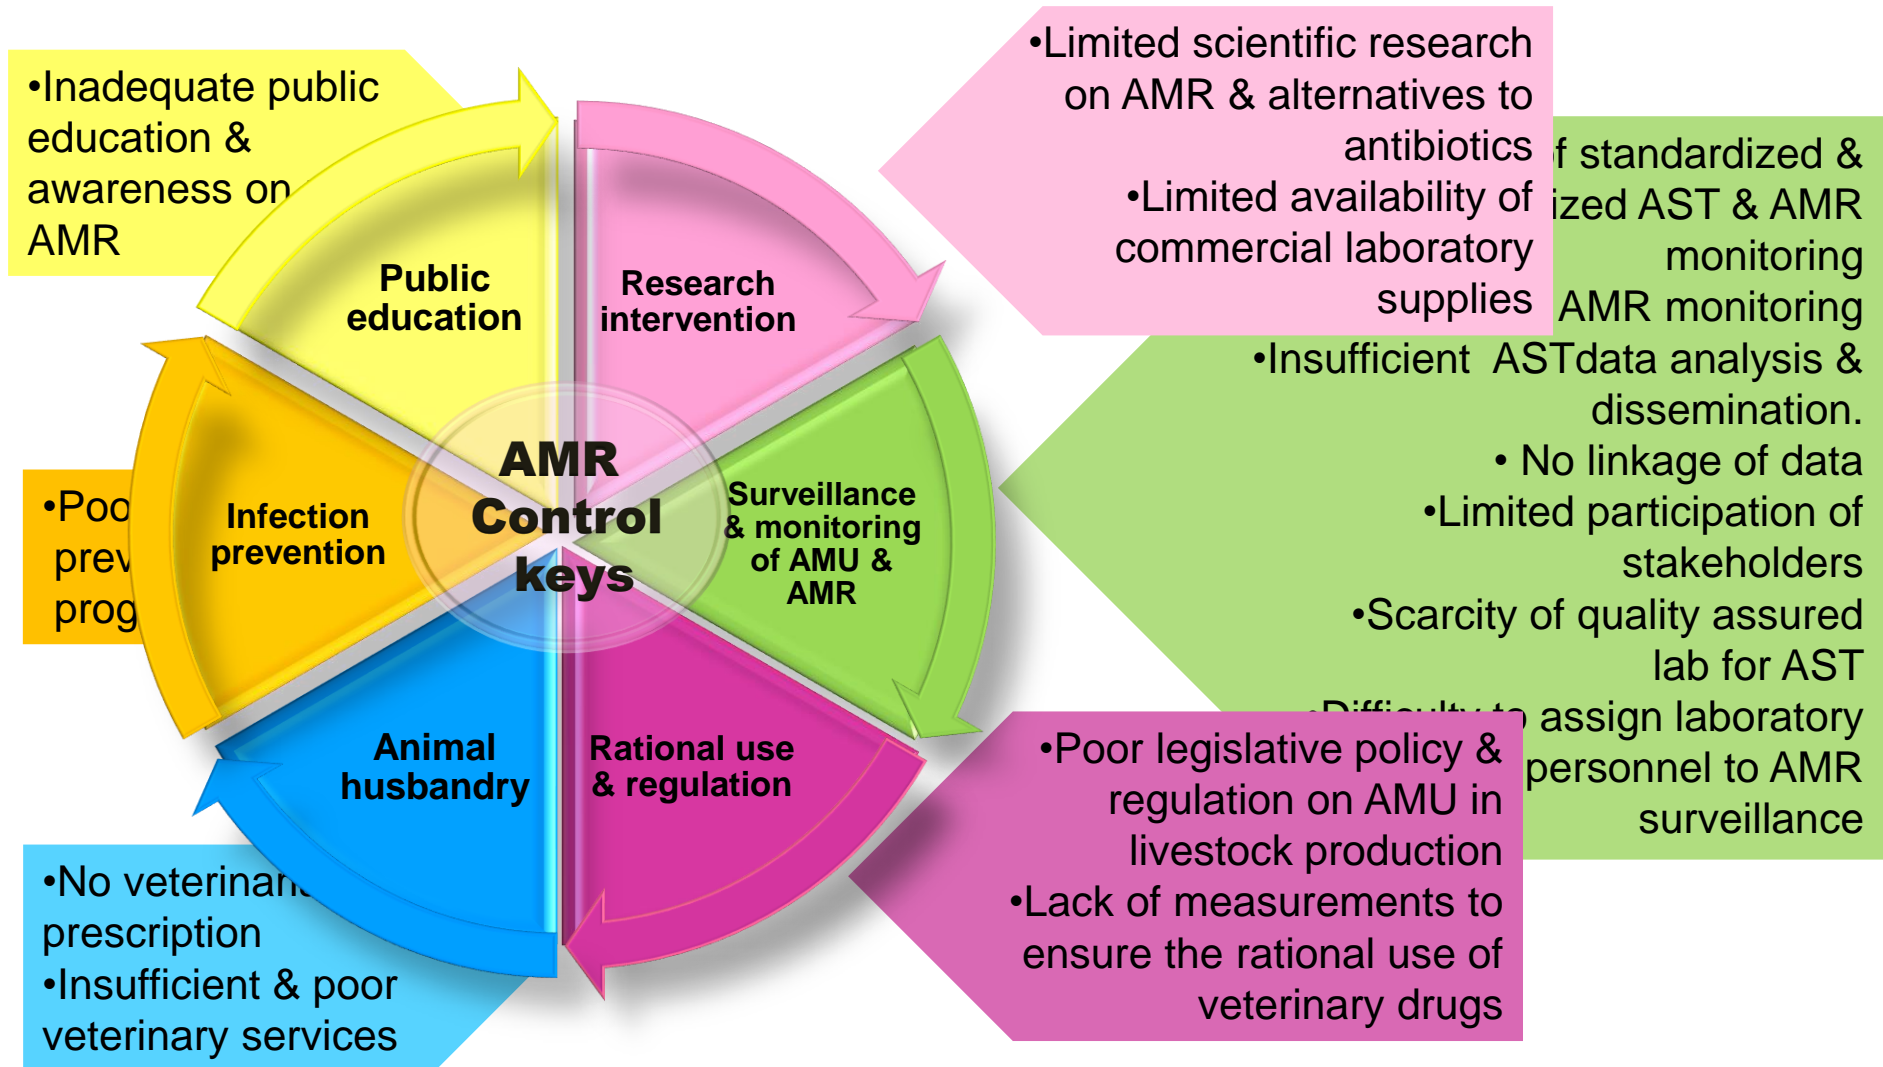 •Inadequate public
education &
awareness on
AMR
•Limited scientific research
on AMR & alternatives to
antibiotics
•Limited availability of
commercial laboratory
supplies
standardized &
AST & AMR
monitoring
AMR monitoring
•Insufficient ASTdata analysis &
dissemination.
• No linkage of data
•Limited participation of
stakeholders
•Scarcity of quality assured
lab for AST
•Difficulty to assign laboratory
personnel to AMR
surveillance
Public
education
Research
intervention
Surveillance
& monitoring
of AMU &
AMR
Rational use
& regulation
Animal
husbandry
Infection
prevention
AMR
Control
keys
•Poor legislative policy &
regulation on AMU in
livestock production
•Lack of measurements to
ensure the rational use of
veterinary drugs
•No
prescription
•Insufficient & poor
veterinary services